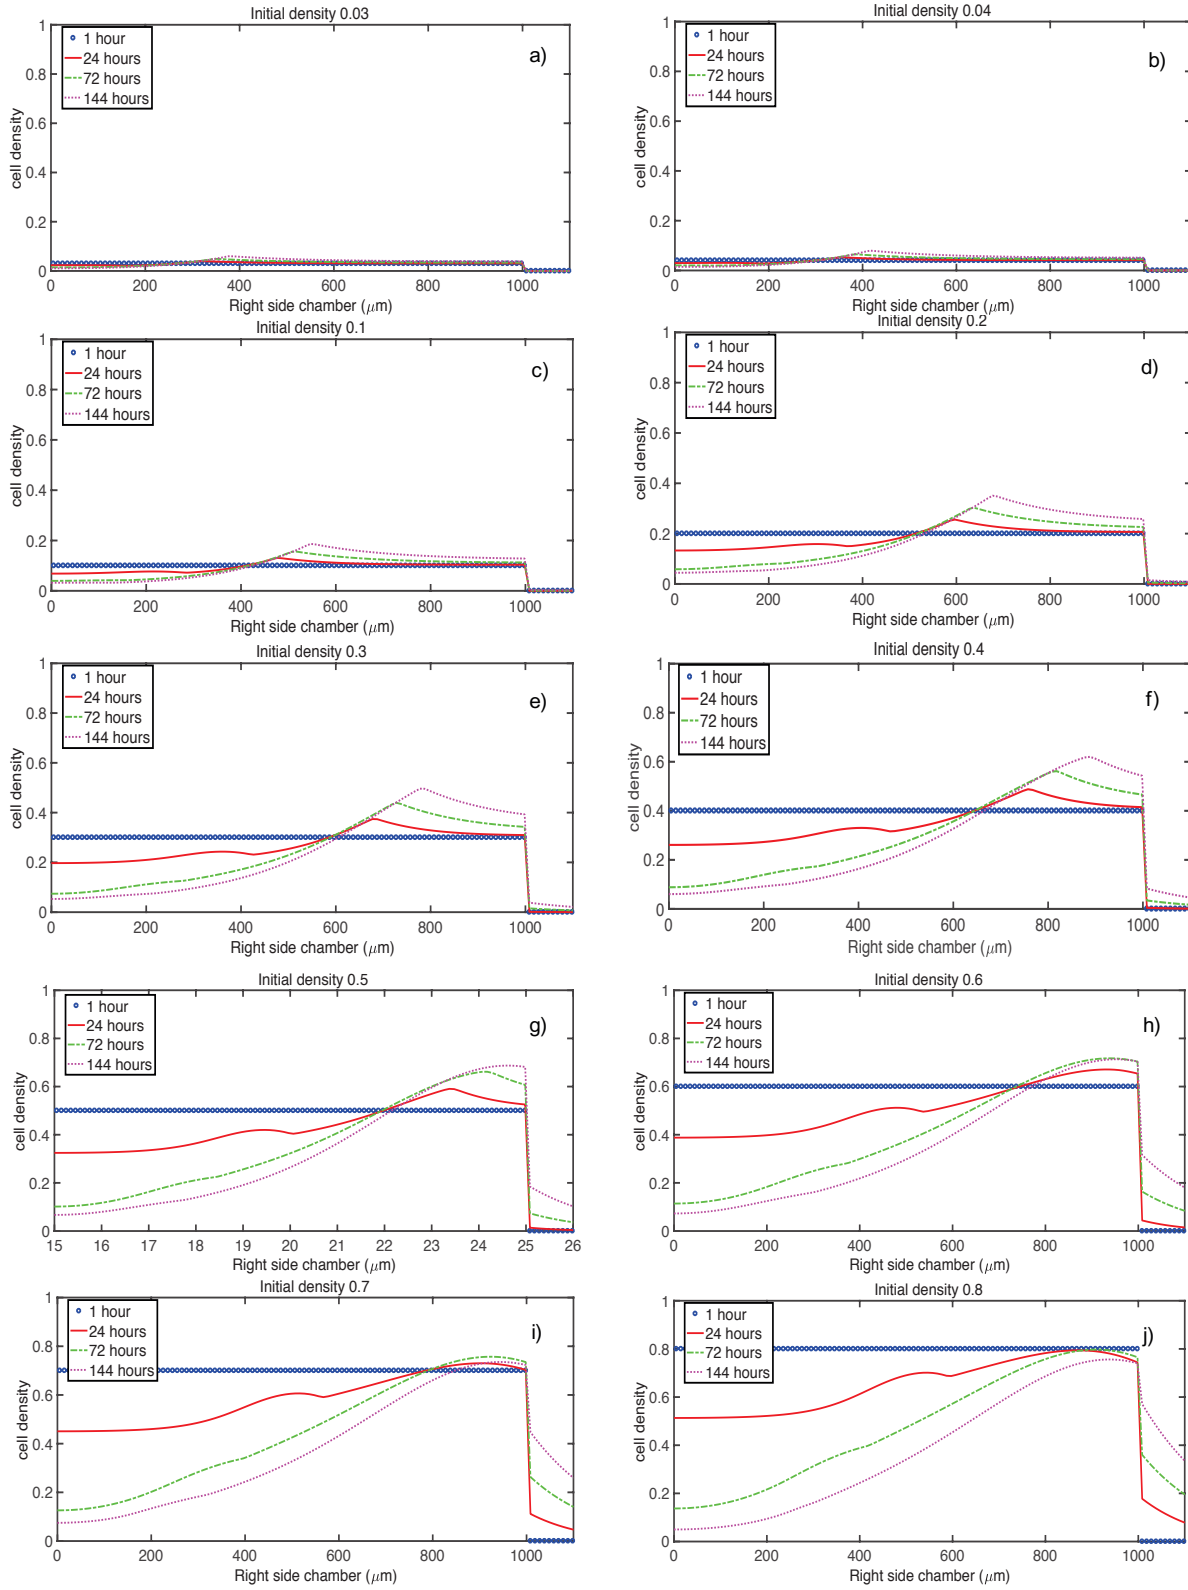 Initial density 0.03
1 hour
24 hours
72 hours
144 hours
a)
cell density
0 0.2 0.4 0.6 0.8 1
0 200 400 600 800 1000
Right side chamber (μm)
Initial density 0.04
1 hour
24 hours
72 hours
144 hours
b)
cell density
0 0.2 0.4 0.6 0.8 1
0 200 400 600 800 1000
Right side chamber (μm)
Initial density 0.1
1 hour
24 hours
72 hours
144 hours
c)
cell density
0 0.2 0.4 0.6 0.8 1
0 200 400 600 800 1000
Right side chamber (μm)
Initial density 0.2
1 hour
24 hours
72 hours
144 hours
d)
cell density
0 0.2 0.4 0.6 0.8 1
0 200 400 600 800 1000
Right side chamber (μm)
Initial density 0.3
1 hour
24 hours
72 hours
144 hours
e)
cell density
0 0.2 0.4 0.6 0.8 1
0 200 400 600 800 1000
Right side chamber (μm)
Initial density 0.4
1 hour
24 hours
72 hours
144 hours
f)
cell density
0 0.2 0.4 0.6 0.8 1
0 200 400 600 800 1000
Right side chamber (μm)
Initial density 0.5
1 hour
24 hours
72 hours
144 hours
g)
cell density
0 0.2 0.4 0.6 0.8 1
15 16 17 18 19 20 21 22 23 24 25 26
Right side chamber (μm)
Initial density 0.6
1 hour
24 hours
72 hours
144 hours
h)
cell density
0 0.2 0.4 0.6 0.8 1
0 200 400 600 800 1000
Right side chamber (μm)
Initial density 0.7
1 hour
24 hours
72 hours
144 hours
i)
cell density
0 0.2 0.4 0.6 0.8 1
0 200 400 600 800 1000
Right side chamber (μm)
Initial density 0.8
1 hour
24 hours
72 hours
144 hours
j)
cell density
0 0.2 0.4 0.6 0.8 1
0 200 400 600 800 1000
Right side chamber (μm)